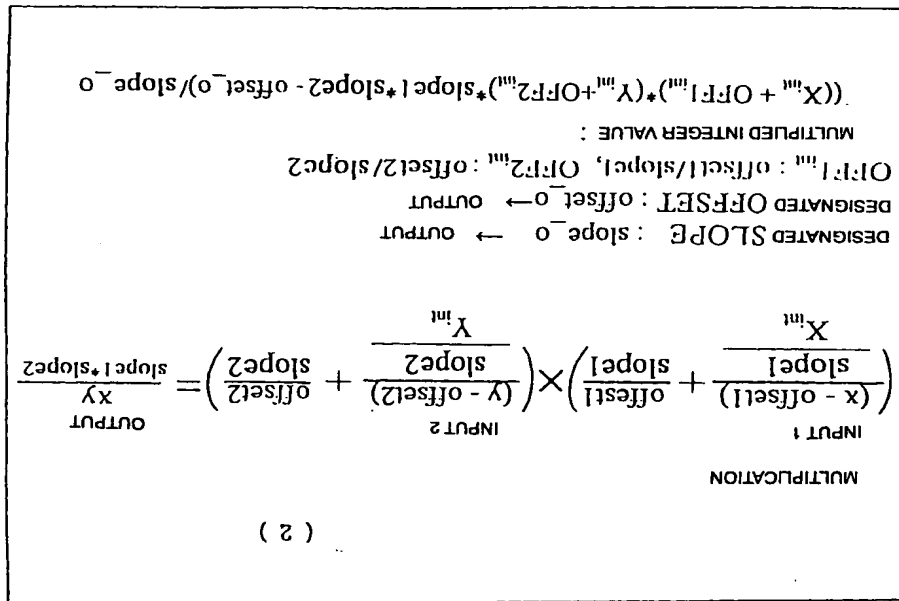 ( 2 )
MULTIPLICATION
INPUT 1 INPUT 2 OUTPUT
((x - offset1)/slope1 + offest1/slope1)×((y - offset2)/slope2 + offset2/slope2)=xy/slope1*slope2
X_int Y_int
DESIGNATED SLOPE : slope_o → OUTPUT
DESIGNATED OFFSET : offset_o→ OUTPUT
OFF1_int : offset1/slope1, OFF2_int : offset2/slope2
MULTIPLIED INTEGER VALUE :
((X_int + OFF1_int)*(Y_int+OFF2_int)*slope1*slope2 - offset_o)/slope_o